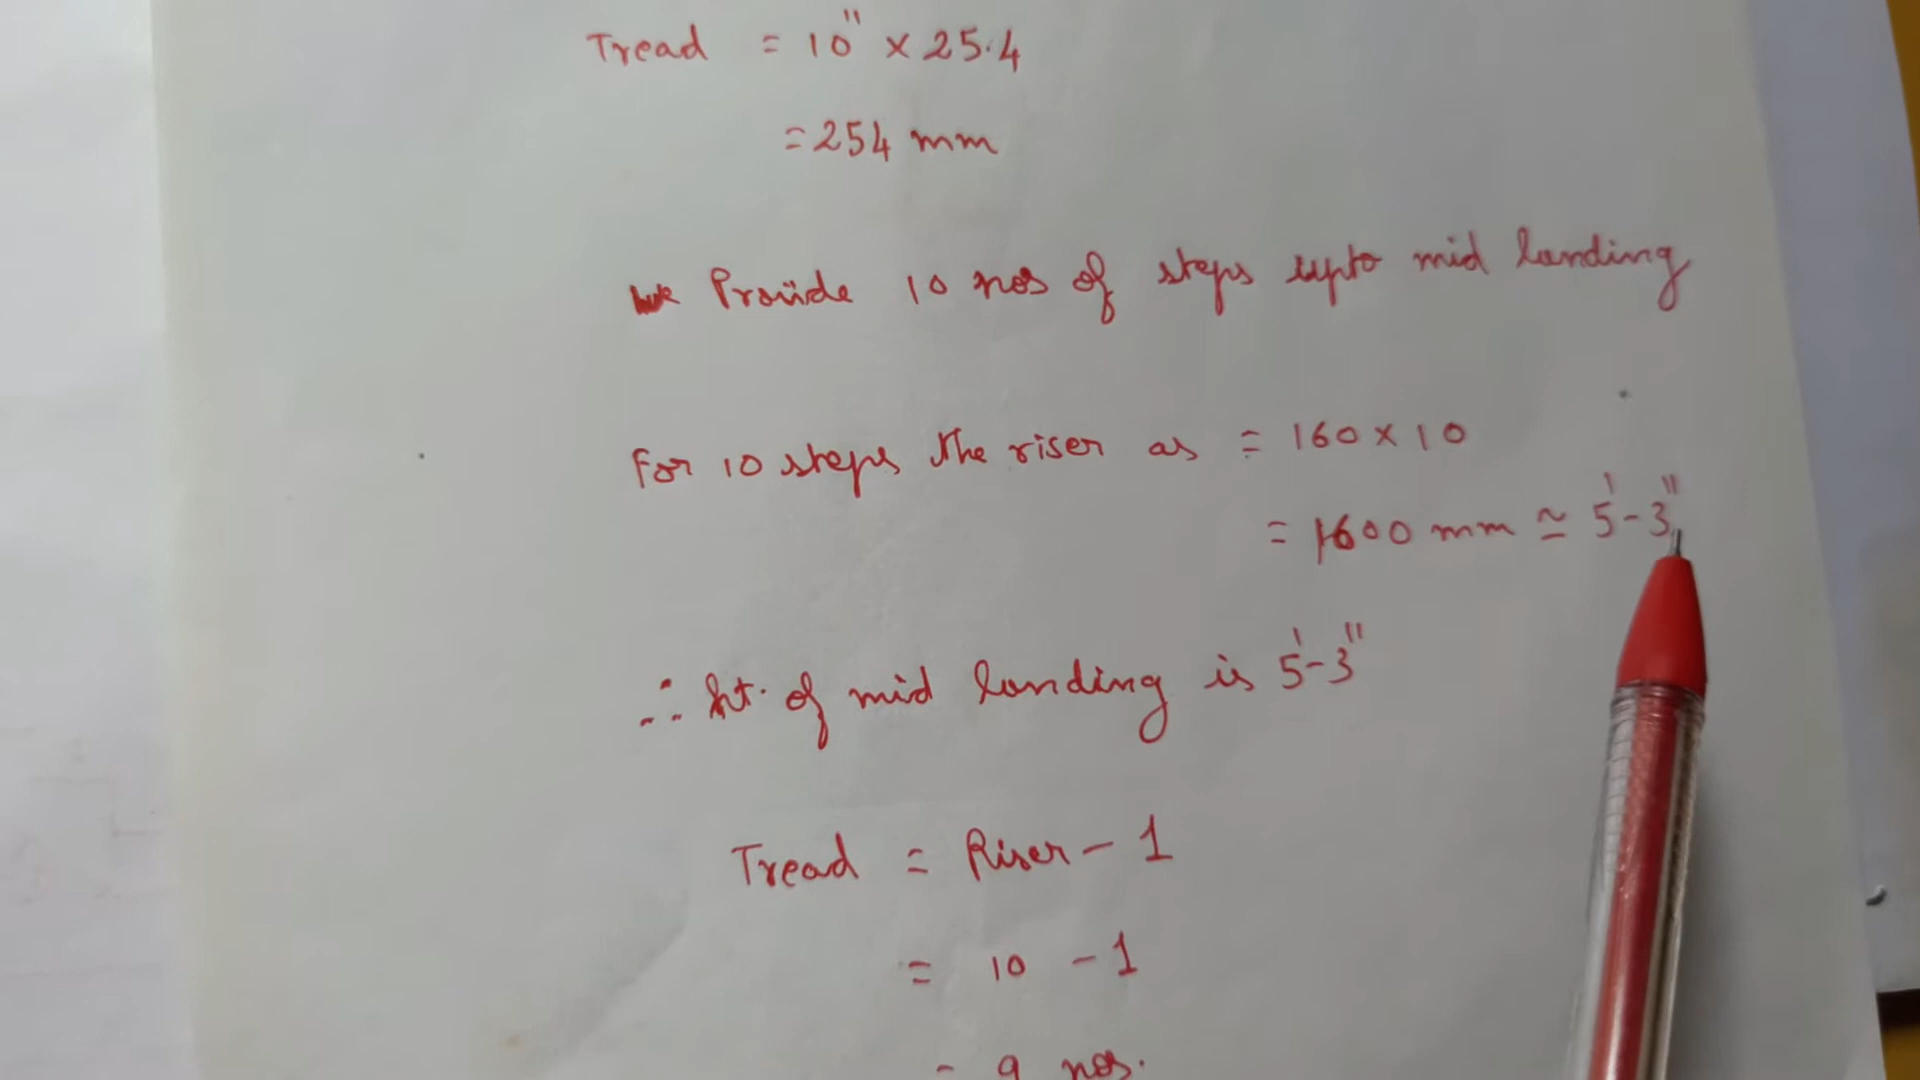 Tread = 10" × 25.4
= 254 mm
We Provide 10 nos of steps upto mid landing
For 10 steps the riser as = 160 × 10
= 1600 mm ≃ 5'-3"
∴ ht. of mid landing is 5'-3"
Tread = Riser - 1
= 10 - 1
= 9 nos.